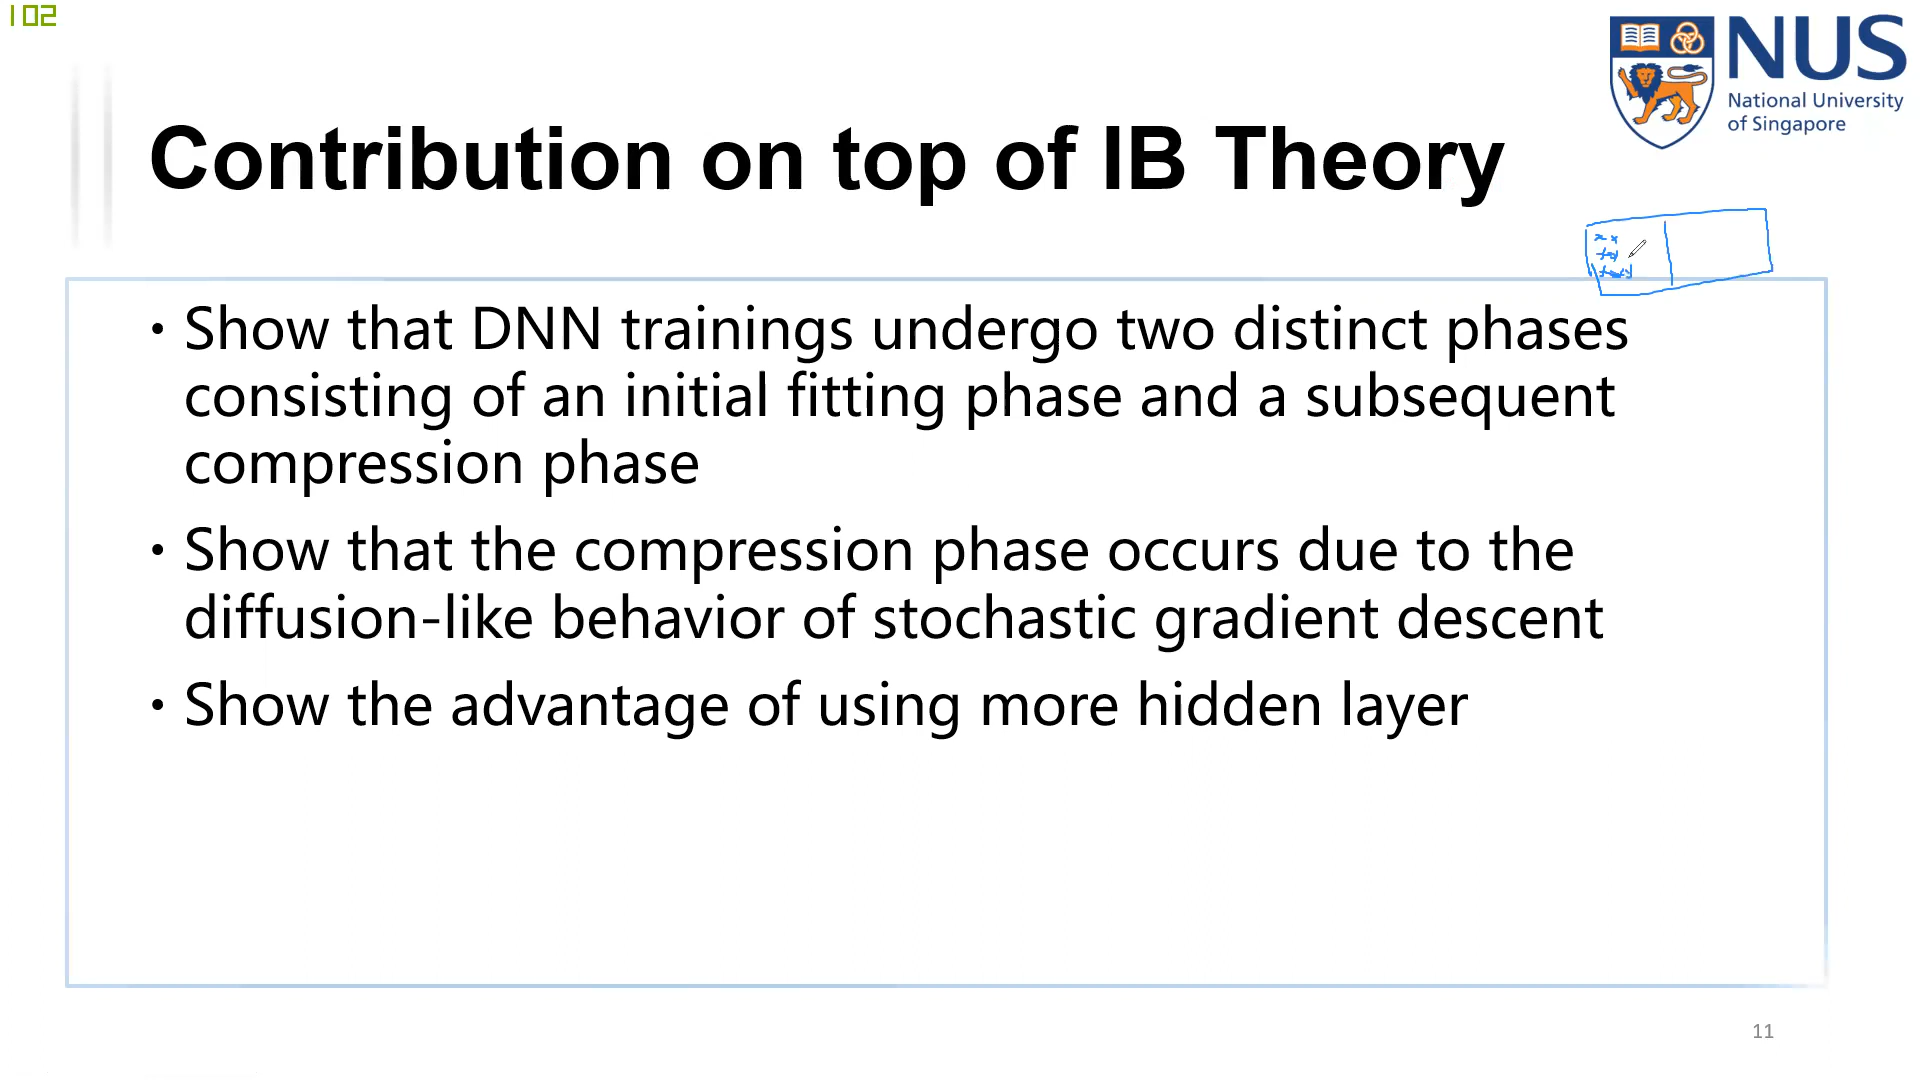 102
NUS
National University
of Singapore
Contribution on top of IB Theory
• Show that DNN trainings undergo two distinct phases
consisting of an initial fitting phase and a subsequent
compression phase
• Show that the compression phase occurs due to the
diffusion-like behavior of stochastic gradient descent
• Show the advantage of using more hidden layer
11